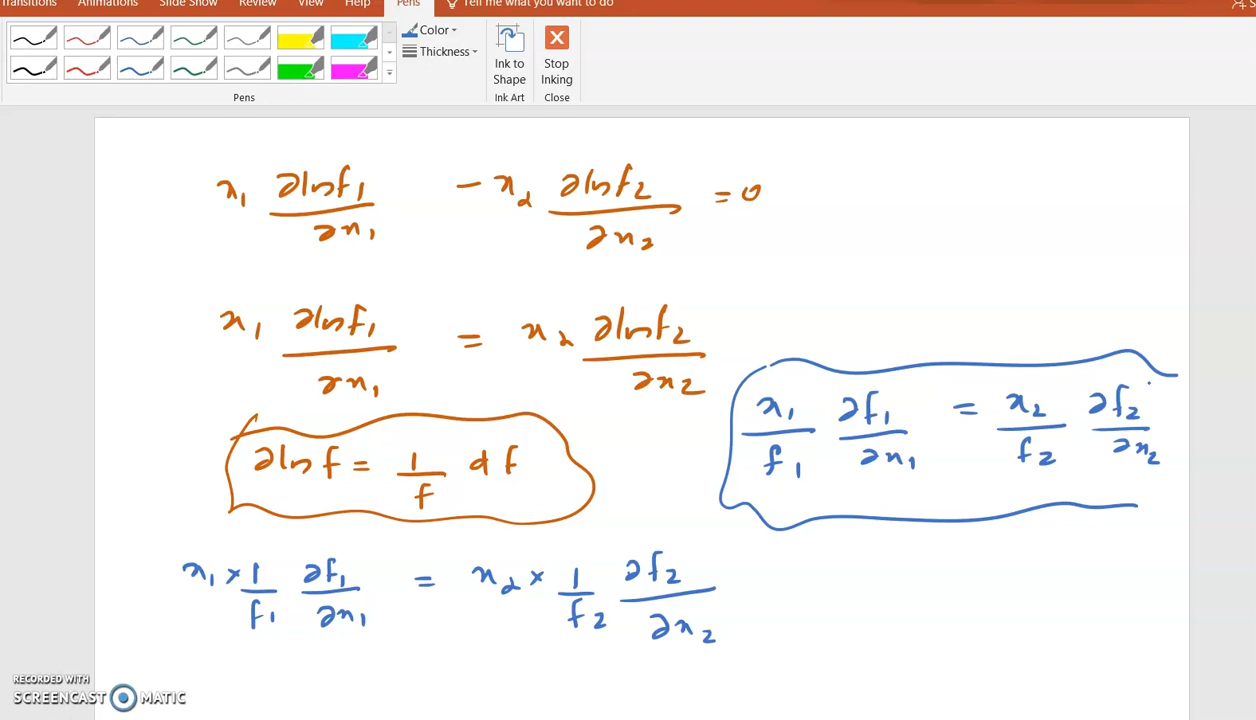 Transitions Animations Slide Show Review View Help Pens Tell me what you want to do
Color
Thickness
Ink to Shape
Stop Inking
Pens Ink Art Close
x₁ ∂lnf₁/∂x₁ − x₂ ∂lnf₂/∂x₂ = 0
x₁ ∂lnf₁/∂x₁ = x₂ ∂lnf₂/∂x₂
x₁/f₁ ∂f₁/∂x₁ = x₂/f₂ ∂f₂/∂x₂
∂lnf = 1/f df
x₁ × 1/f₁ ∂f₁/∂x₁ = x₂ × 1/f₂ ∂f₂/∂x₂
RECORDED WITH
SCREENCAST MATIC